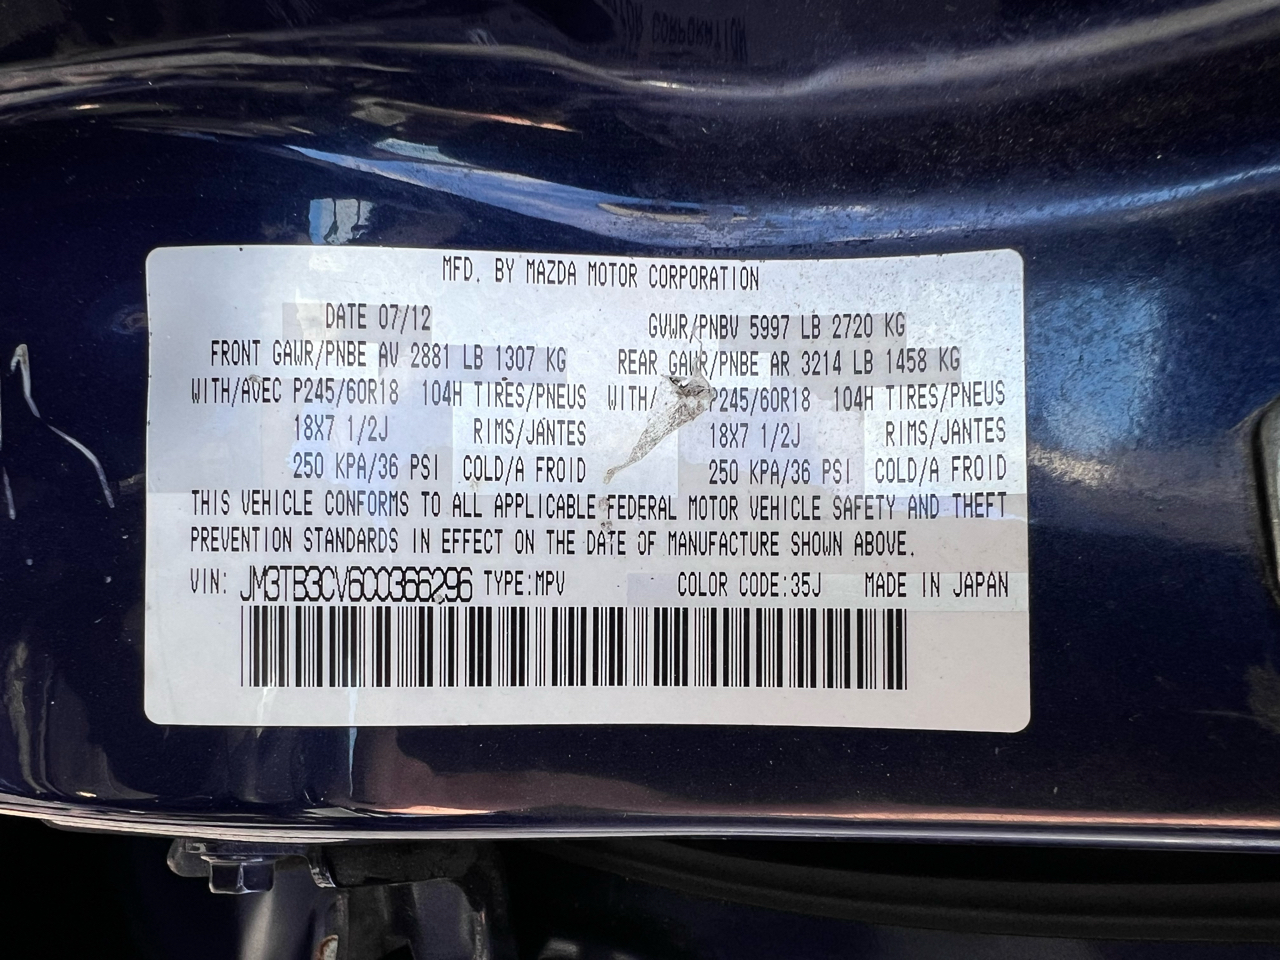 MFD. BY MAZDA MOTOR CORPORATION
DATE 07/12 GVWR/PNBV 5997 LB 2720 KG
FRONT GAWR/PNBE AV 2881 LB 1307 KG REAR GAWR/PNBE AR 3214 LB 1458 KG
WITH/AVEC P245/60R18 104H TIRES/PNEUS WITH/ P245/60R18 104H TIRES/PNEUS
18X7 1/2J RIMS/JANTES 18X7 1/2J RIMS/JANTES
250 KPA/36 PSI COLD/A FROID 250 KPA/36 PSI COLD/A FROID
THIS VEHICLE CONFORMS TO ALL APPLICABLE FEDERAL MOTOR VEHICLE SAFETY AND THEFT
PREVENTION STANDARDS IN EFFECT ON THE DATE OF MANUFACTURE SHOWN ABOVE.
VIN: JM3TB3CV6C0366296 TYPE:MPV COLOR CODE:35J MADE IN JAPAN